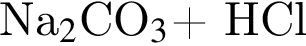 Na₂CO₃ + HCl